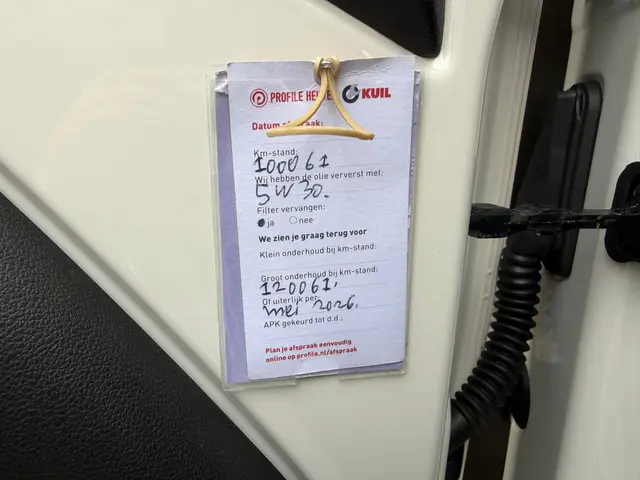 PROFILE KUIL
Datum
Km-stand:
100061
Wij hebben de olie ververst met:
5W30.
Filter vervangen:
ja nee
We zien je graag terug voor
Klein onderhoud bij km-stand:
Groot onderhoud bij km-stand:
120061.
Of uiterlijk per:
mei 2026.
APK gekeurd tot d.d.:
Plan je afspraak eenvoudig
online op profile.nl/afspraak